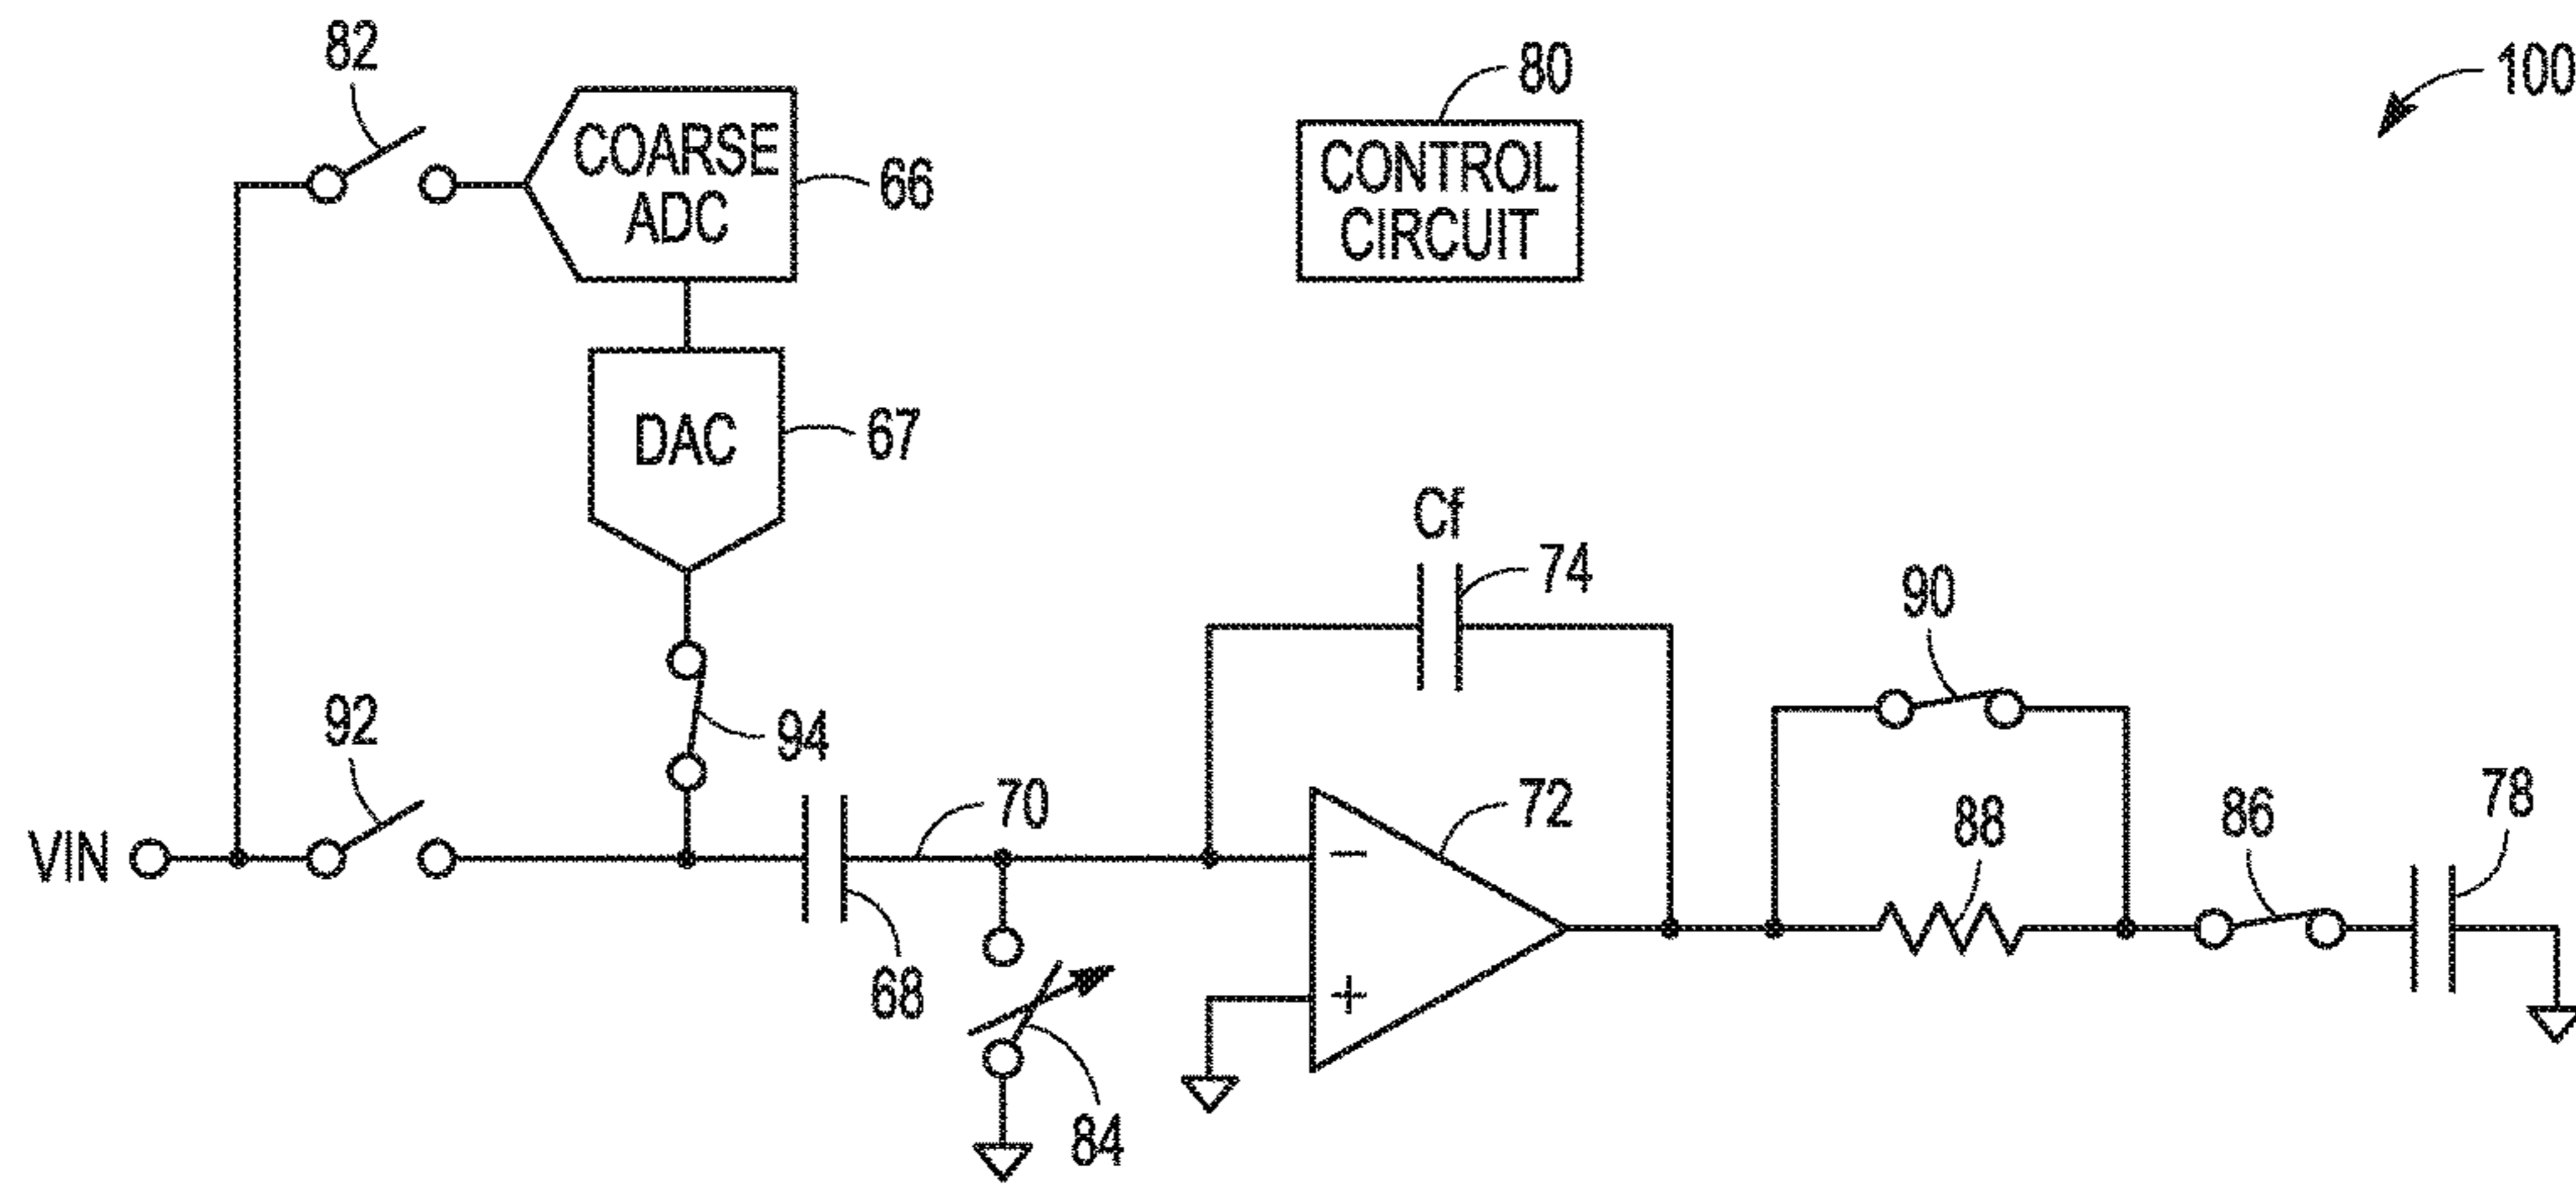 82
COARSE
ADC
66
80
CONTROL
CIRCUIT
100
DAC
67
Cf
74
90
92
94
70
72
88
86
78
VIN
68
−
+
84